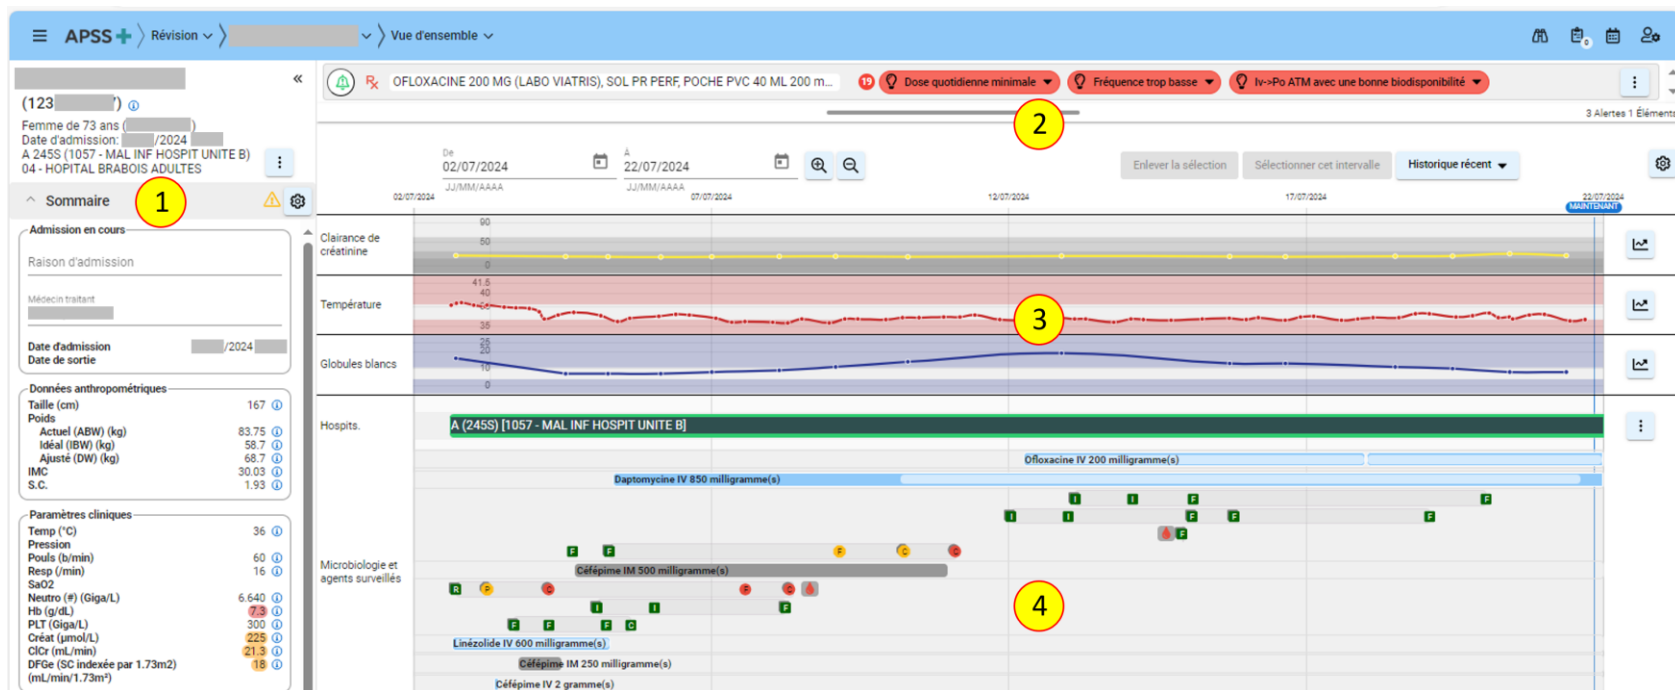 APSS+ Révision Vue d'ensemble
0
(123 ')
Femme de 73 ans ( )
Date d'admission: /2024
A 245S (1057 - MAL INF HOSPIT UNITE B)
04 - HOPITAL BRABOIS ADULTES
Sommaire
1
Admission en cours
Raison d'admission
Médecin traitant
Date d'admission /2024
Date de sortie
Données anthropométriques
Taille (cm) 167
Poids
Actuel (ABW) (kg) 83.75
Idéal (IBW) (kg) 58.7
Ajusté (DW) (kg) 68.7
IMC 30.03
S.C. 1.93
Paramètres cliniques
Temp (°C) 36
Pression
Pouls (b/min) 60
Resp (/min) 16
SaO2
Neutro (#) (Giga/L) 6.640
Hb (g/dL) 7.3
PLT (Giga/L) 300
Créat (µmol/L) 225
ClCr (mL/min) 21.3
DFGe (SC indexée par 1.73m2) 18
(mL/min/1.73m²)
Rx OFLOXACINE 200 MG (LABO VIATRIS), SOL PR PERF, POCHE PVC 40 ML 200 m... 19 Dose quotidienne minimale Fréquence trop basse Iv->Po ATM avec une bonne biodisponibilité
2
3 Alertes 1 Éléments
De
02/07/2024
JJ/MM/AAAA
À
22/07/2024
JJ/MM/AAAA
Enlever la sélection Sélectionner cet intervalle Historique récent
02/07/2024 07/07/2024 12/07/2024 17/07/2024 22/07/2024
MAINTENANT
Clairance de
créatinine
90
50
0
Température
41.5
40
35
3
Globules blancs
25
20
10
0
Hospits.
A (245S) [1057 - MAL INF HOSPIT UNITE B]
Microbiologie et
agents surveillés
Ofloxacine IV 200 milligramme(s)
Daptomycine IV 850 milligramme(s)
I I F F
I I F F F
F
F F F C C
Céfépime IM 500 milligramme(s)
R P C F C
I I F
4
F F F C
Linézolide IV 600 milligramme(s)
Céfépime IM 250 milligramme(s)
Céfépime IV 2 gramme(s)